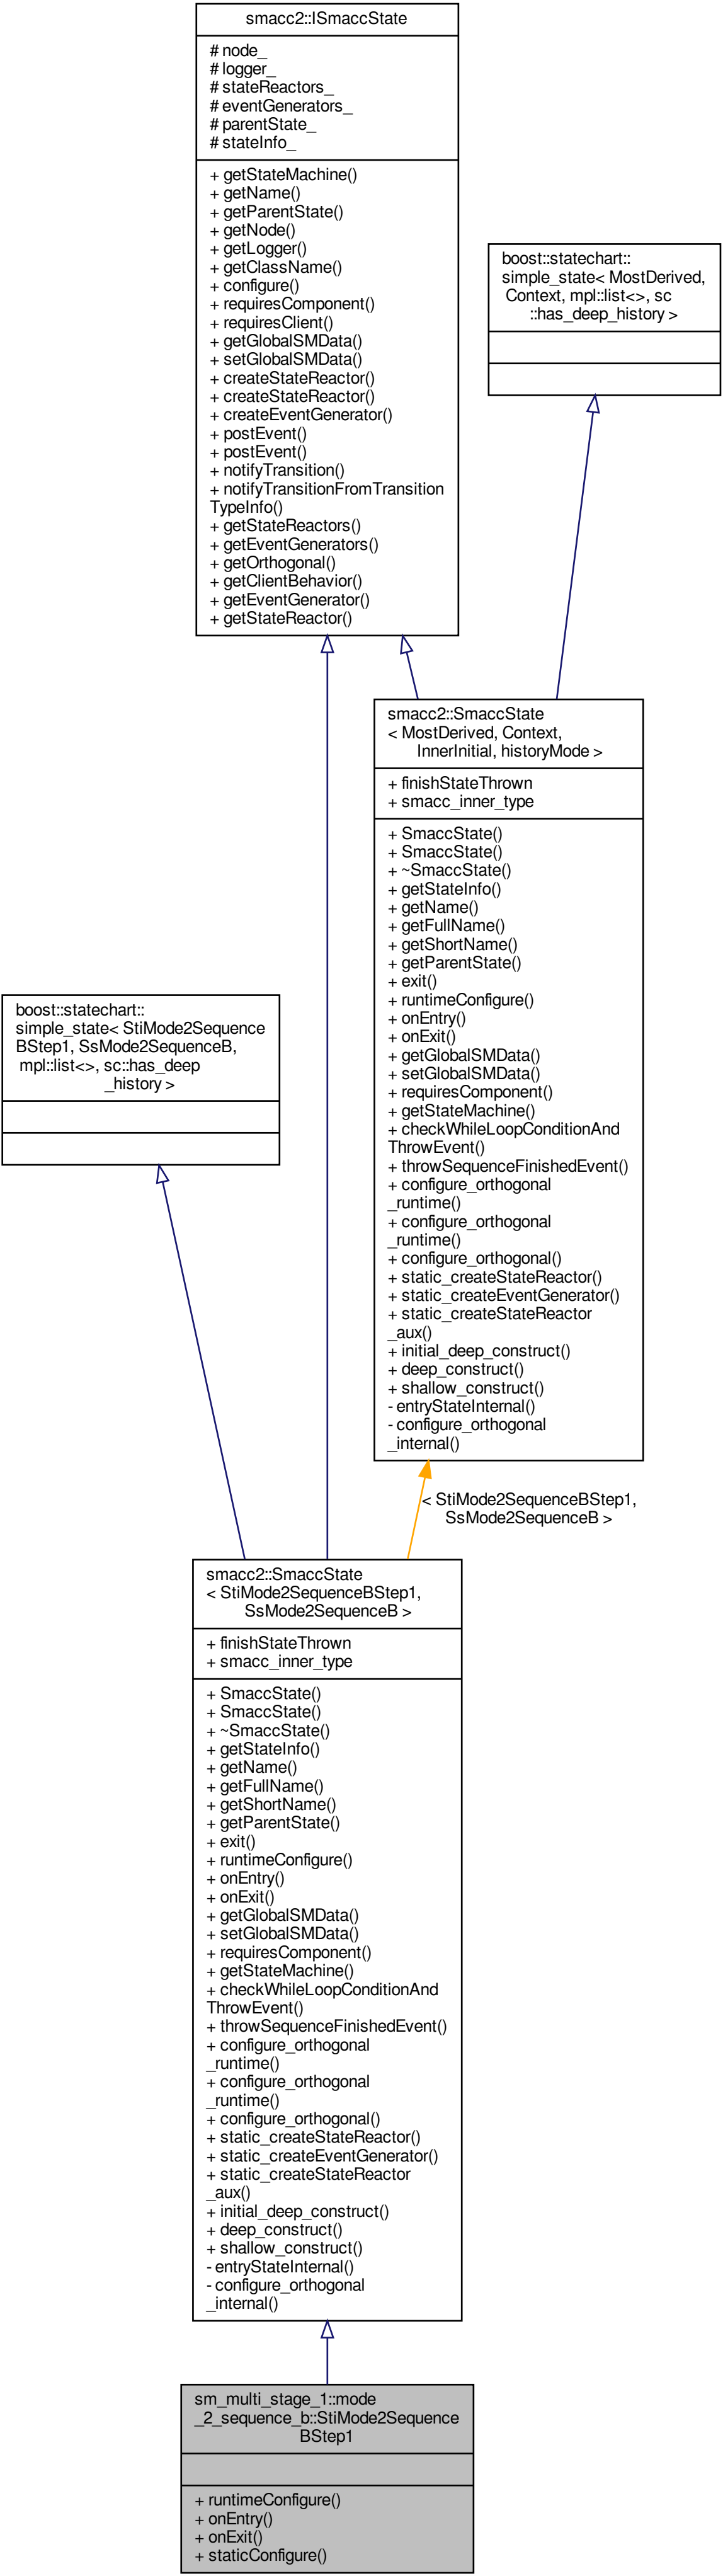 smacc2::ISmaccState
# node_
# logger_
# stateReactors_
# eventGenerators_
# parentState_
# stateInfo_
+ getStateMachine()
+ getName()
+ getParentState()
+ getNode()
+ getLogger()
+ getClassName()
+ configure()
+ requiresComponent()
+ requiresClient()
+ getGlobalSMData()
+ setGlobalSMData()
+ createStateReactor()
+ createStateReactor()
+ createEventGenerator()
+ postEvent()
+ postEvent()
+ notifyTransition()
+ notifyTransitionFromTransition
TypeInfo()
+ getStateReactors()
+ getEventGenerators()
+ getOrthogonal()
+ getClientBehavior()
+ getEventGenerator()
+ getStateReactor()
boost::statechart::
simple_state< MostDerived,
Context, mpl::list<>, sc
::has_deep_history >
smacc2::SmaccState
< MostDerived, Context,
InnerInitial, historyMode >
+ finishStateThrown
+ smacc_inner_type
+ SmaccState()
+ SmaccState()
+ ~SmaccState()
+ getStateInfo()
+ getName()
+ getFullName()
+ getShortName()
+ getParentState()
+ exit()
+ runtimeConfigure()
+ onEntry()
+ onExit()
+ getGlobalSMData()
+ setGlobalSMData()
+ requiresComponent()
+ getStateMachine()
+ checkWhileLoopConditionAnd
ThrowEvent()
+ throwSequenceFinishedEvent()
+ configure_orthogonal
_runtime()
+ configure_orthogonal
_runtime()
+ configure_orthogonal()
+ static_createStateReactor()
+ static_createEventGenerator()
+ static_createStateReactor
_aux()
+ initial_deep_construct()
+ deep_construct()
+ shallow_construct()
- entryStateInternal()
- configure_orthogonal
_internal()
boost::statechart::
simple_state< StiMode2Sequence
BStep1, SsMode2SequenceB,
mpl::list<>, sc::has_deep
_history >
< StiMode2SequenceBStep1,
SsMode2SequenceB >
smacc2::SmaccState
< StiMode2SequenceBStep1,
SsMode2SequenceB >
+ finishStateThrown
+ smacc_inner_type
+ SmaccState()
+ SmaccState()
+ ~SmaccState()
+ getStateInfo()
+ getName()
+ getFullName()
+ getShortName()
+ getParentState()
+ exit()
+ runtimeConfigure()
+ onEntry()
+ onExit()
+ getGlobalSMData()
+ setGlobalSMData()
+ requiresComponent()
+ getStateMachine()
+ checkWhileLoopConditionAnd
ThrowEvent()
+ throwSequenceFinishedEvent()
+ configure_orthogonal
_runtime()
+ configure_orthogonal
_runtime()
+ configure_orthogonal()
+ static_createStateReactor()
+ static_createEventGenerator()
+ static_createStateReactor
_aux()
+ initial_deep_construct()
+ deep_construct()
+ shallow_construct()
- entryStateInternal()
- configure_orthogonal
_internal()
sm_multi_stage_1::mode
_2_sequence_b::StiMode2Sequence
BStep1
+ runtimeConfigure()
+ onEntry()
+ onExit()
+ staticConfigure()